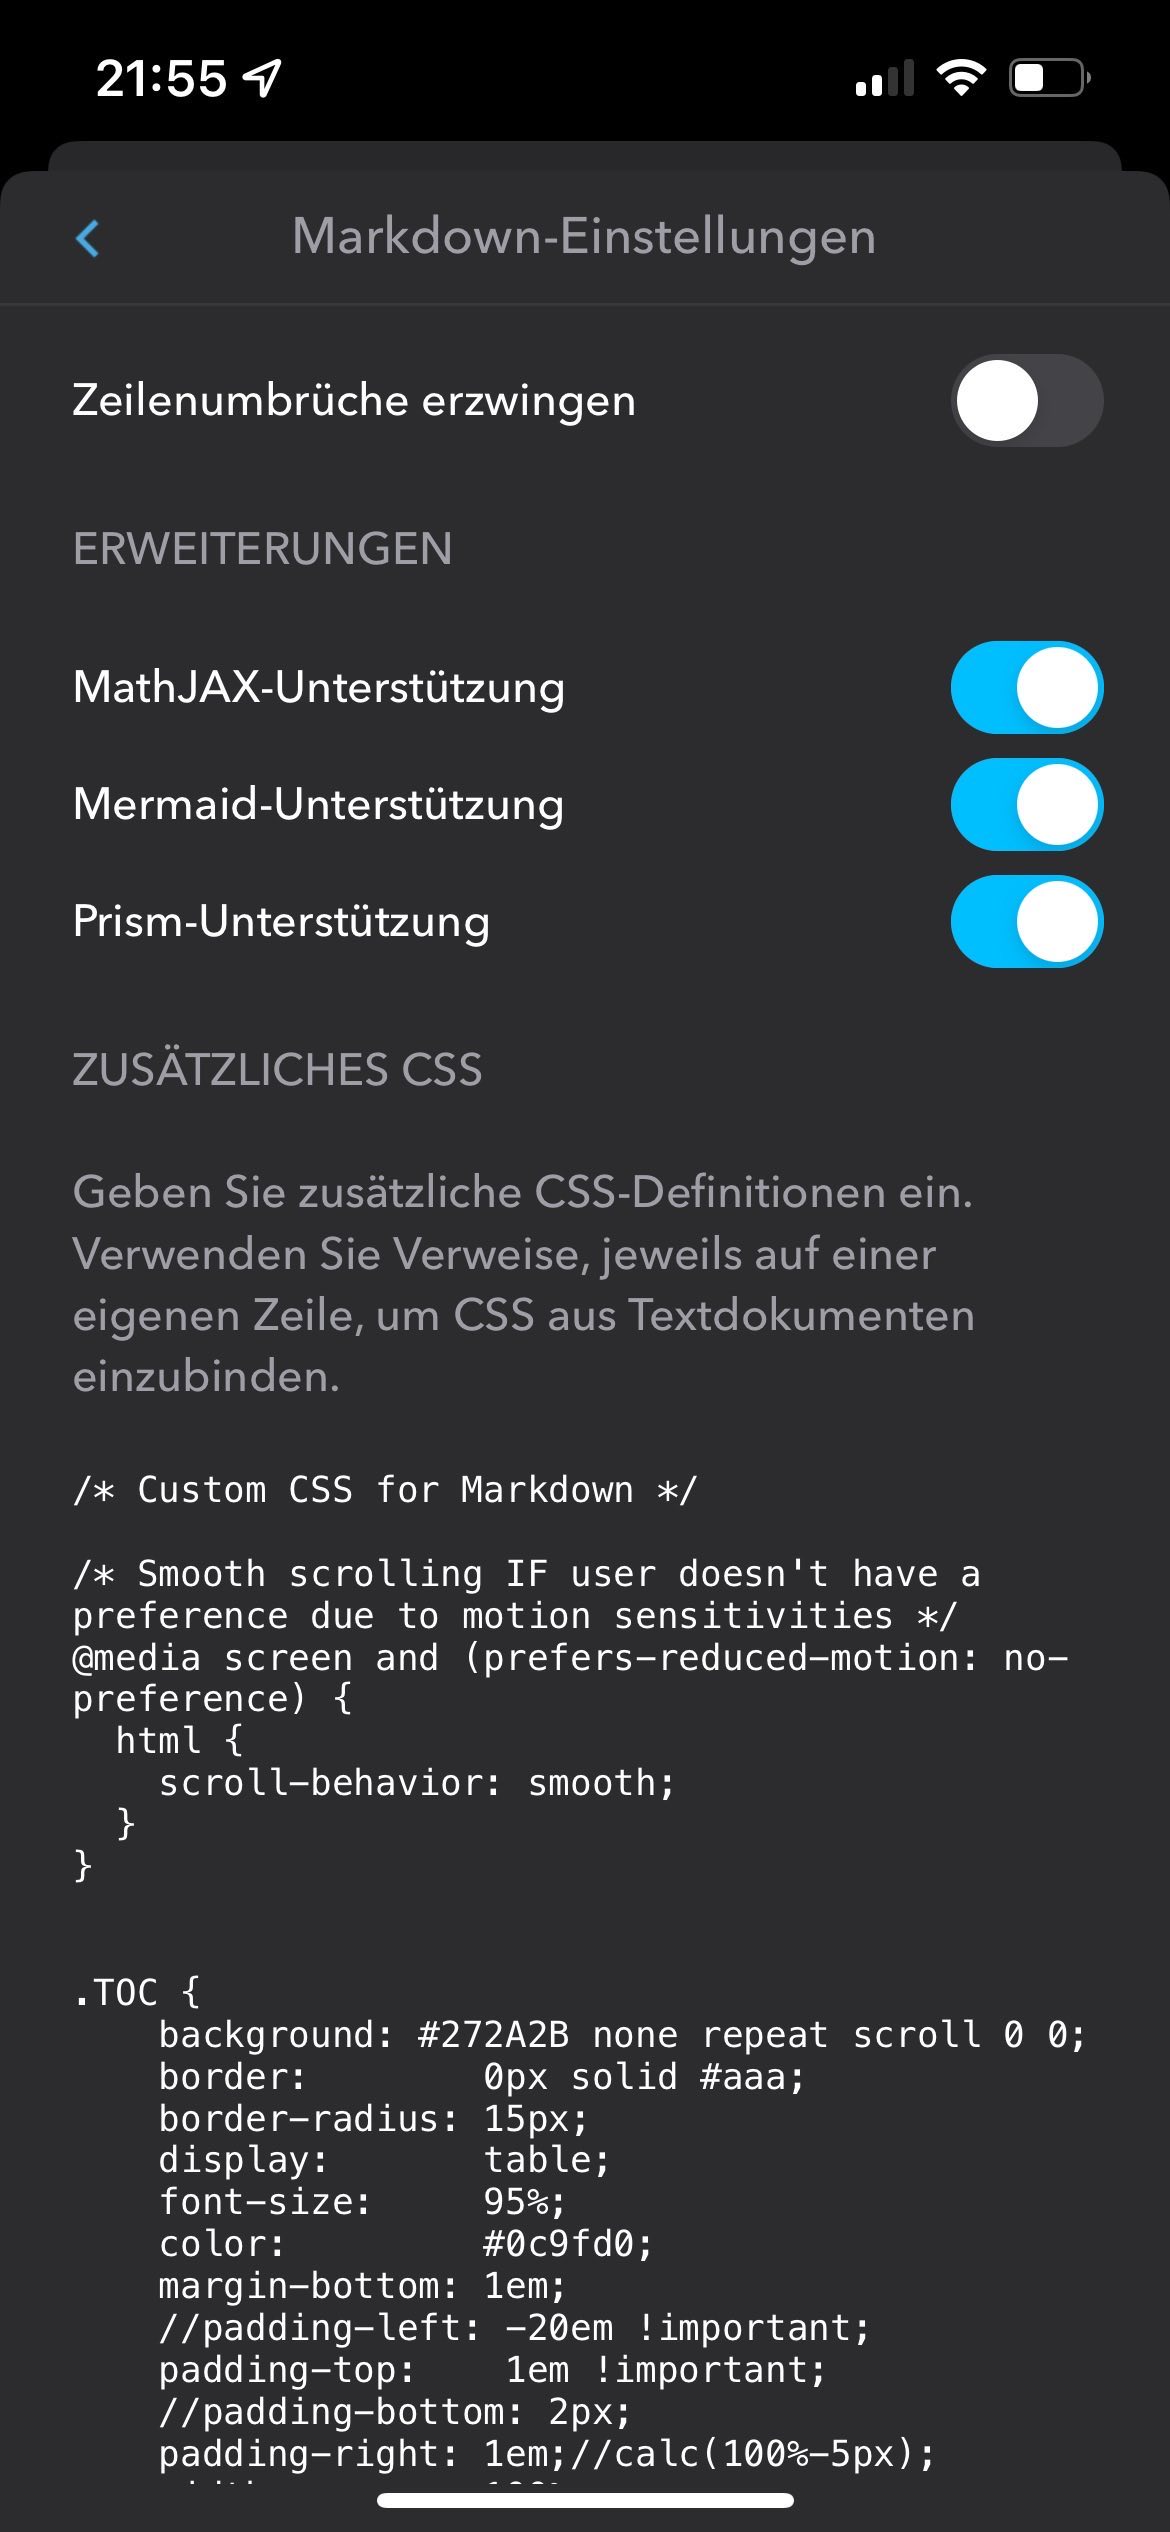 21:55
Markdown-Einstellungen
Zeilenumbrüche erzwingen
ERWEITERUNGEN
MathJAX-Unterstützung
Mermaid-Unterstützung
Prism-Unterstützung
ZUSÄTZLICHES CSS
Geben Sie zusätzliche CSS-Definitionen ein.
Verwenden Sie Verweise, jeweils auf einer
eigenen Zeile, um CSS aus Textdokumenten
einzubinden.
/* Custom CSS for Markdown */
/* Smooth scrolling IF user doesn't have a
preference due to motion sensitivities */
@media screen and (prefers-reduced-motion: no-
preference) {
  html {
    scroll-behavior: smooth;
  }
}
.TOC {
    background: #272A2B none repeat scroll 0 0;
    border:        0px solid #aaa;
    border-radius: 15px;
    display:       table;
    font-size:     95%;
    color:         #0c9fd0;
    margin-bottom: 1em;
    //padding-left: -20em !important;
    padding-top:    1em !important;
    //padding-bottom: 2px;
    padding-right: 1em;//calc(100%-5px);